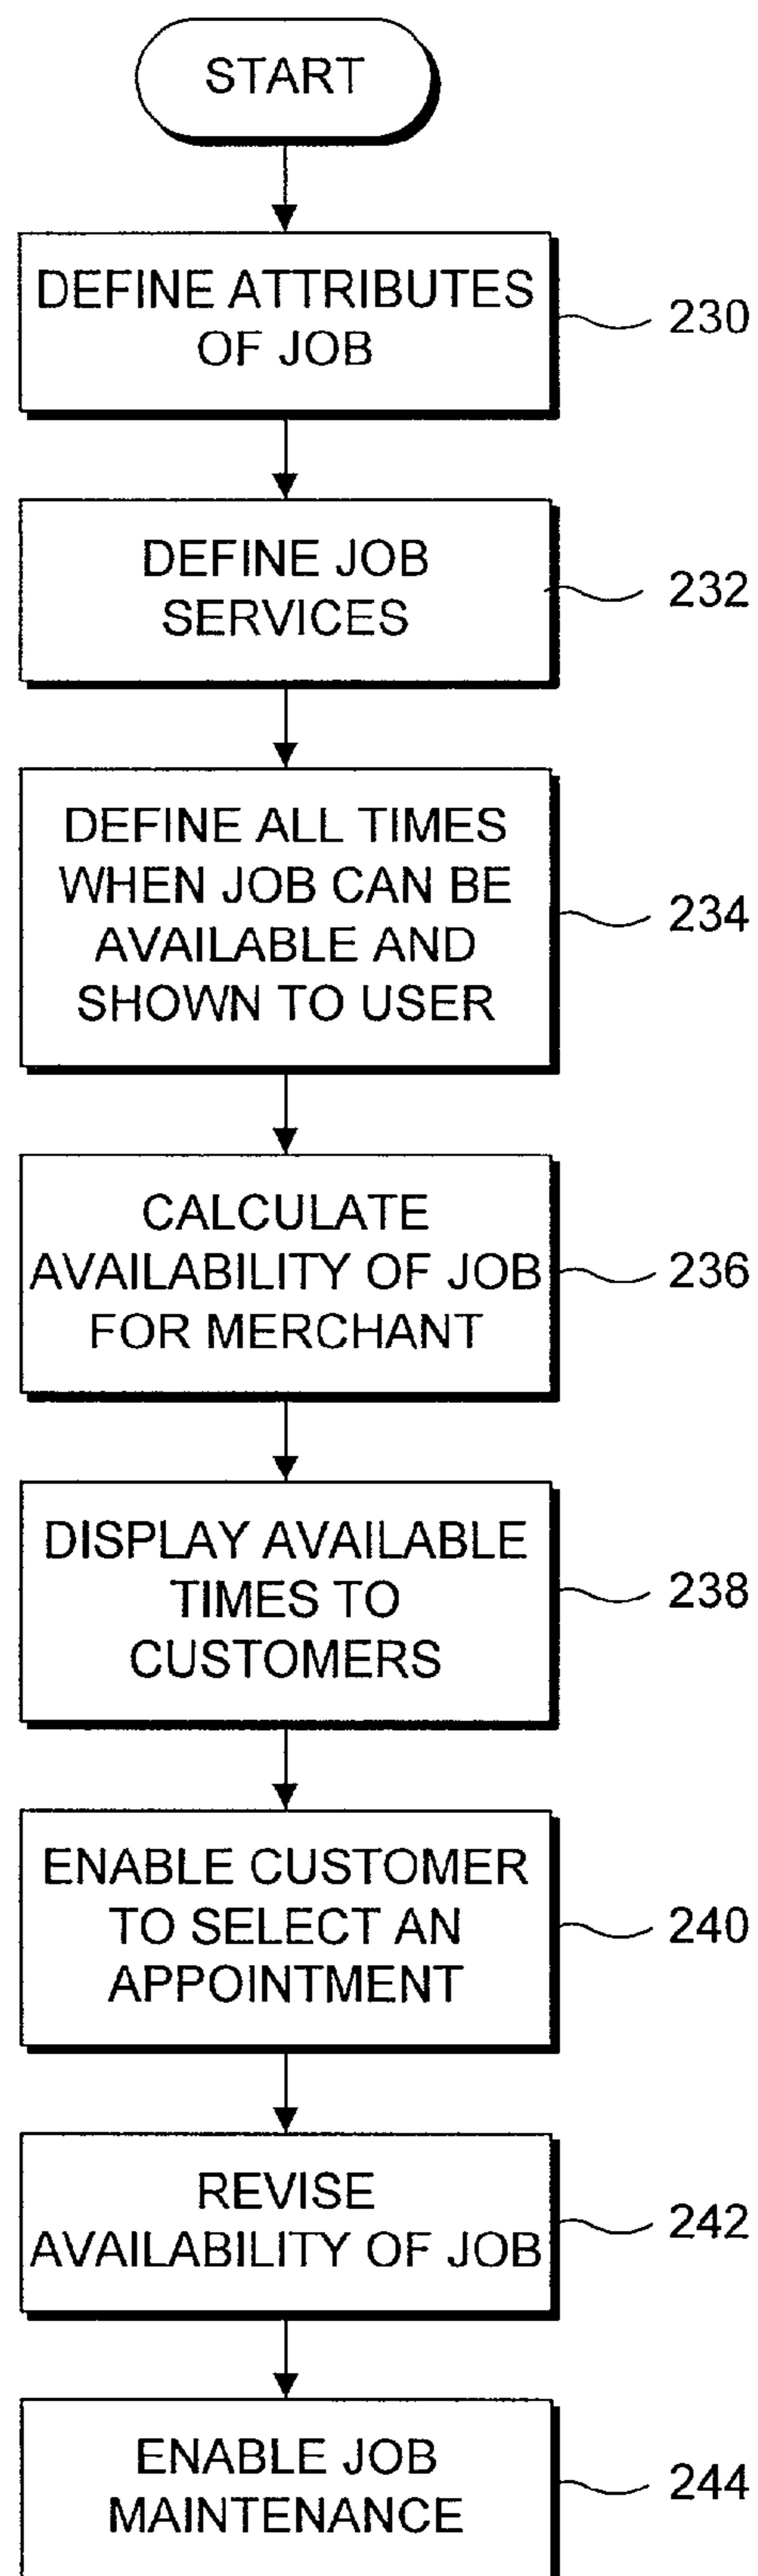 START
DEFINE ATTRIBUTES
OF JOB
230
DEFINE JOB
SERVICES
232
DEFINE ALL TIMES
WHEN JOB CAN BE
AVAILABLE AND
SHOWN TO USER
234
CALCULATE
AVAILABILITY OF JOB
FOR MERCHANT
236
DISPLAY AVAILABLE
TIMES TO
CUSTOMERS
238
ENABLE CUSTOMER
TO SELECT AN
APPOINTMENT
240
REVISE
AVAILABILITY OF JOB
242
ENABLE JOB
MAINTENANCE
244